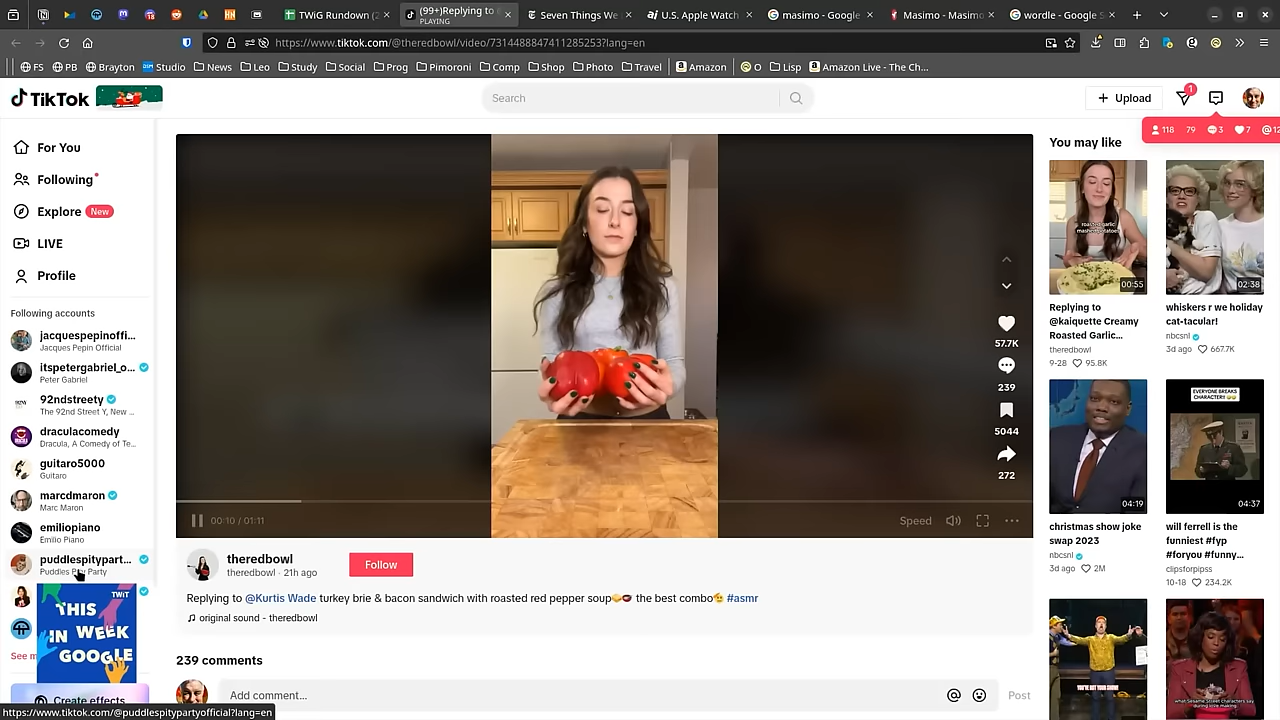 TWiG Rundown (
(99+)Replying to
PLAYING
Seven Things We
U.S. Apple Watch
masimo - Google
Masimo - Masimo
wordle - Google S
https://www.tiktok.com/@theredbowl/video/7314488847411285253?lang=en
FS
PB
Brayton
Studio
News
Leo
Study
Social
Prog
Pimoroni
Comp
Shop
Photo
Travel
Amazon
O
Lisp
Amazon Live - The Ch...
TikTok
Search
Upload
1
118 79 3 7 @12
For You
Following
Explore New
LIVE
Profile
Following accounts
jacquespepinoffi...
Jacques Pepin Official
itspetergabriel_o...
Peter Gabriel
92ndstreety
The 92nd Street Y, New ...
draculacomedy
Dracula, A Comedy of Te...
guitaro5000
Guitaro
marcdmaron
Marc Maron
emiliopiano
Emilio Piano
puddlespitypart...
Puddles Pity Party
TWiT
THIS
IN WEEK
GOOGLE
See m
Create effects
https://www.tiktok.com/@puddlespitypartyofficial?lang=en
57.7K
239
5044
272
00:10 / 01:11
Speed
theredbowl
theredbowl · 21h ago
Follow
Replying to @Kurtis Wade turkey brie & bacon sandwich with roasted red pepper soup🥪🍲 the best combo😋 #asmr
original sound - theredbowl
239 comments
Add comment...
Post
You may like
roasted garlic
mashed potatoes
00:55
Replying to
@kaiquette Creamy
Roasted Garlic...
theredbowl
9-28 95.8K
02:38
whiskers r we holiday
cat-tacular!
nbcsnl
3d ago 667.7K
04:19
christmas show joke
swap 2023
nbcsnl
3d ago 2M
EVERYONE BREAKS
CHARACTER!
04:37
will ferrell is the
funniest #fyp
#foryou #funny...
clipsforpipss
10-18 234.2K